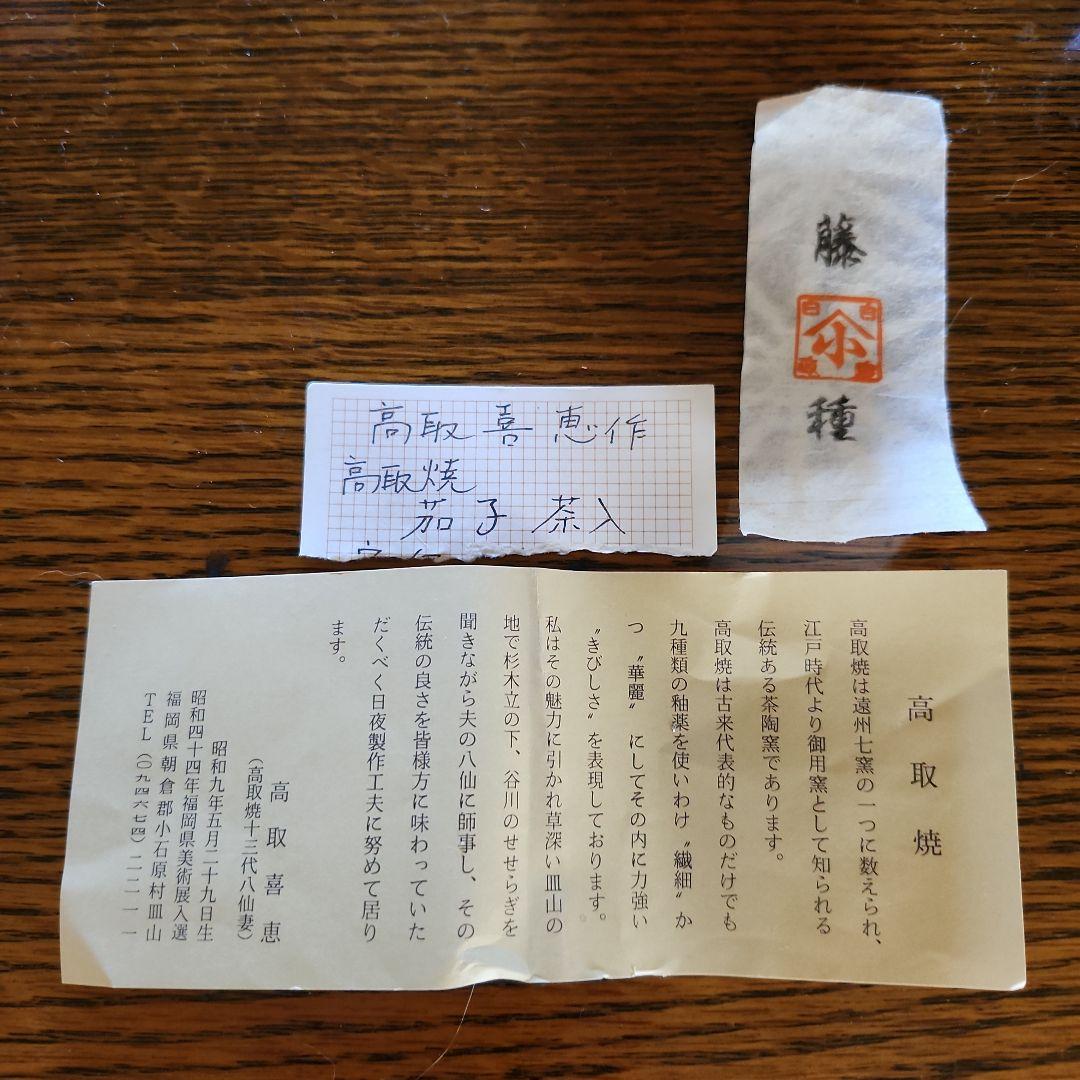 藤
小
種
高取喜恵作
高取焼
茄子茶入
高取焼
高取焼は遠州七窯の一つに数えられ、
江戸時代より御用窯として知られる
伝統ある茶陶窯であります。
高取焼は古来代表的なものだけでも
九種類の釉薬を使いわけ〝繊細〟か
つ〝華麗〟にしてその内に力強い
〝きびしさ〟を表現しております。
私はその魅力に引かれ草深い皿山の
地で杉木立の下、谷川のせせらぎを
聞きながら夫の八仙に師事し、その
伝統の良さを皆様方に味わっていた
だくべく日夜製作工夫に努めて居り
ます。
高取喜恵
(高取焼十三代八仙妻)
昭和九年五月二十九日生
昭和四十四年福岡県美術展入選
福岡県朝倉郡小石原村皿山
TEL(〇九四六七四)二二一一